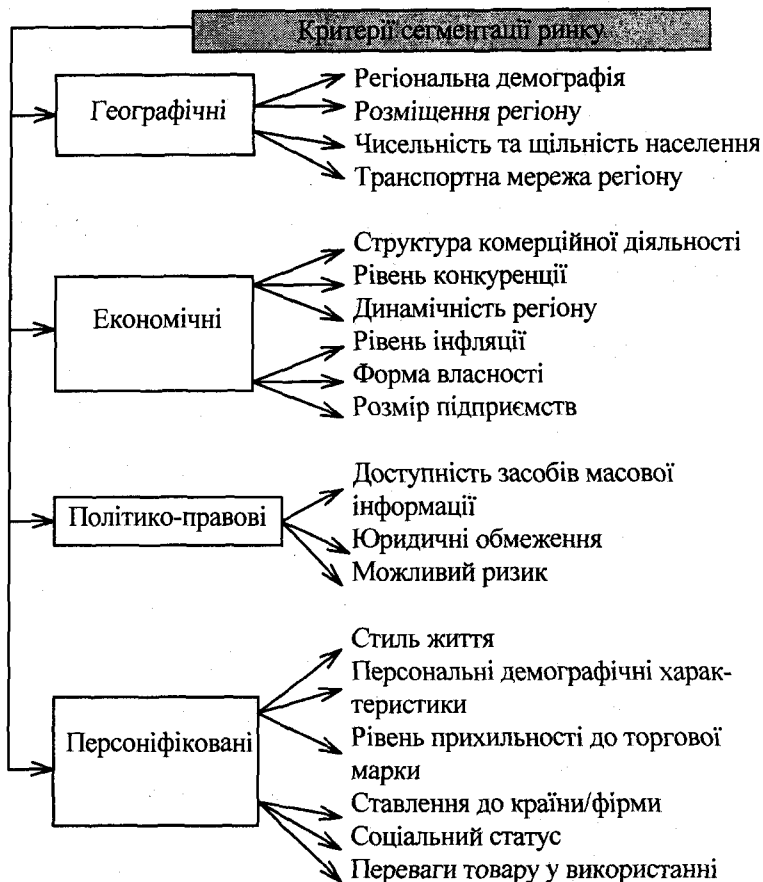 Критерії сегментації ринку
Географічні
Регіональна демографія
Розміщення регіону
Чисельність та щільність населення
Транспортна мережа регіону
Економічні
Структура комерційної діяльності
Рівень конкуренції
Динамічність регіону
Рівень інфляції
Форма власності
Розмір підприємств
Політико-правові
Доступність засобів масової
інформації
Юридичні обмеження
Можливий ризик
Персоніфіковані
Стиль життя
Персональні демографічні харак-
теристики
Рівень прихильності до торгової
марки
Ставлення до країни/фірми
Соціальний статус
Переваги товару у використанні